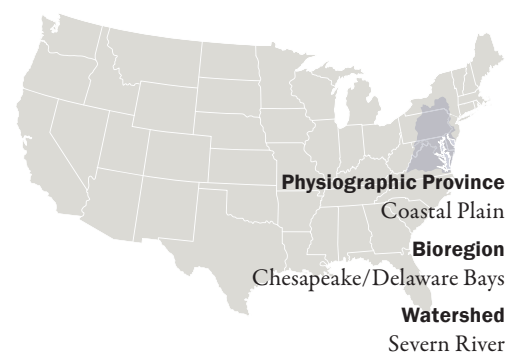 Physiographic Province
Coastal Plain
Bioregion
Chesapeake/Delaware Bays
Watershed
Severn River